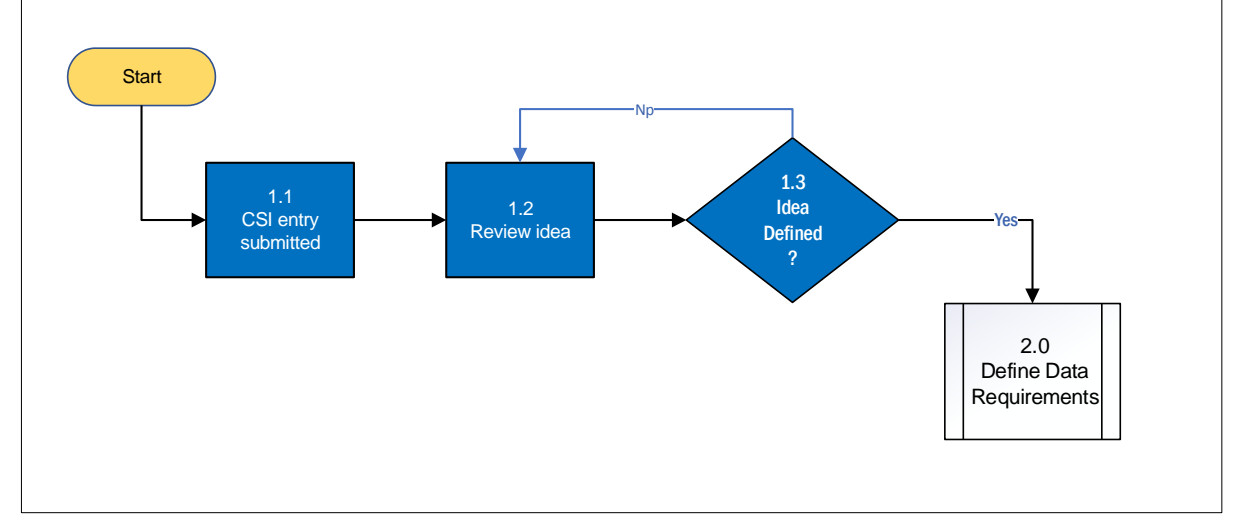 Start
Np
1.1
CSI entry
submitted
1.2
Review idea
1.3
Idea
Defined
?
Yes
2.0
Define Data
Requirements